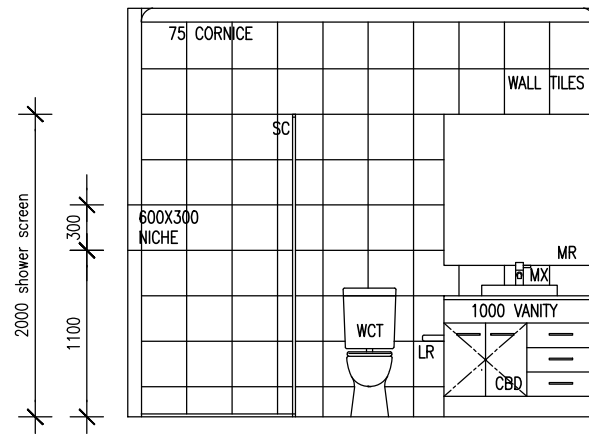 75 CORNICE
WALL TILES
SC
600X300
NICHE
300
2000 shower screen
1100
MR
MX
1000 VANITY
WCT
LR
CBD